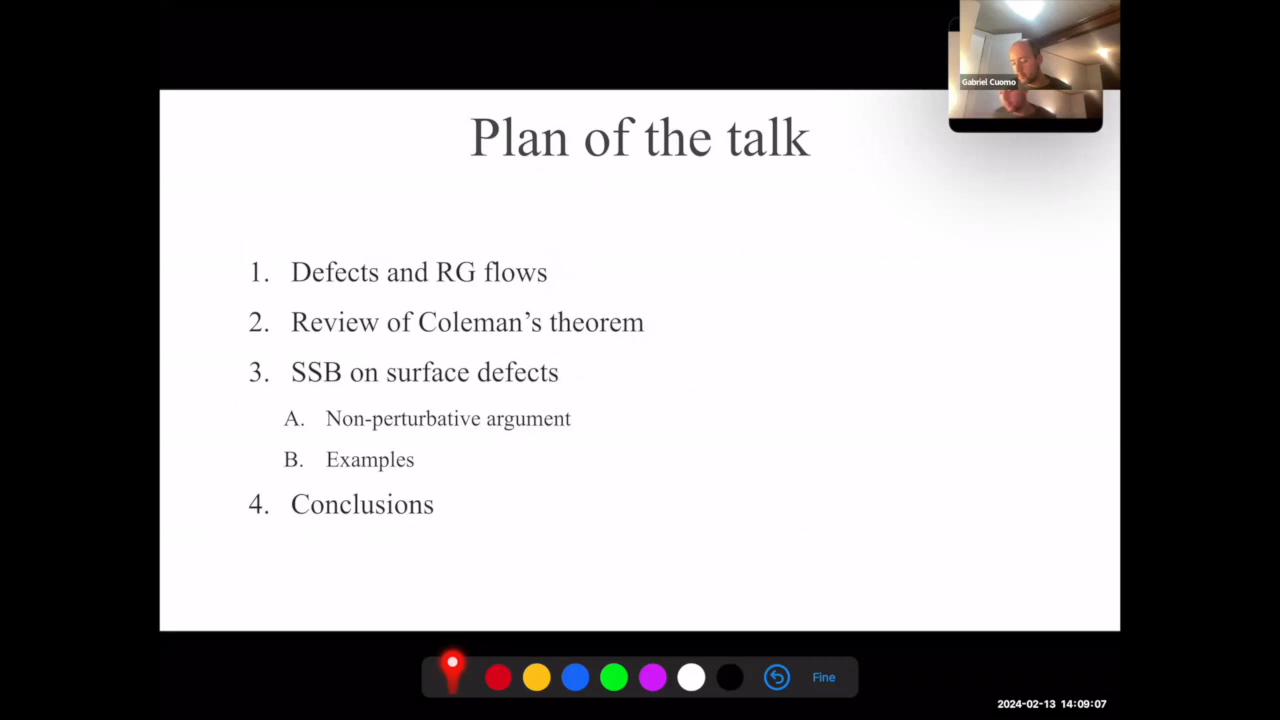 Gabriel Cuomo
Plan of the talk
1. Defects and RG flows
2. Review of Coleman’s theorem
3. SSB on surface defects
A. Non-perturbative argument
B. Examples
4. Conclusions
Fine
2024-02-13 14:09:07